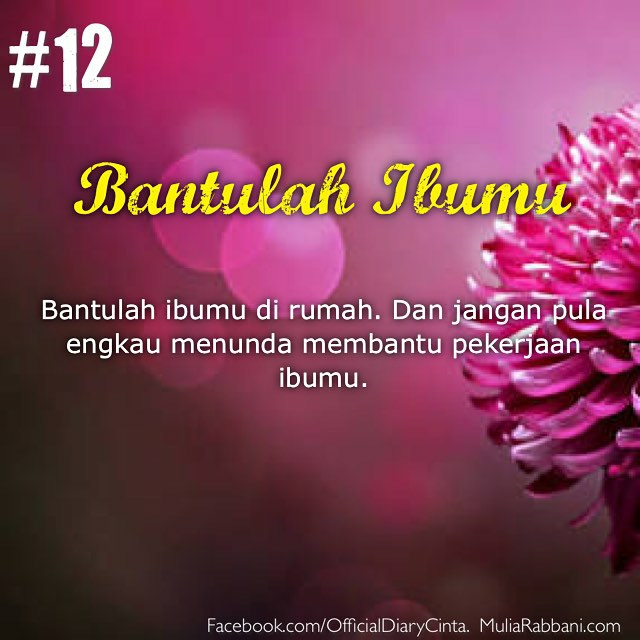 #12
Bantulah Ibumu
Bantulah ibumu di rumah. Dan jangan pula
engkau menunda membantu pekerjaan
ibumu.
Facebook.com/OfficialDiaryCinta. MuliaRabbani.com